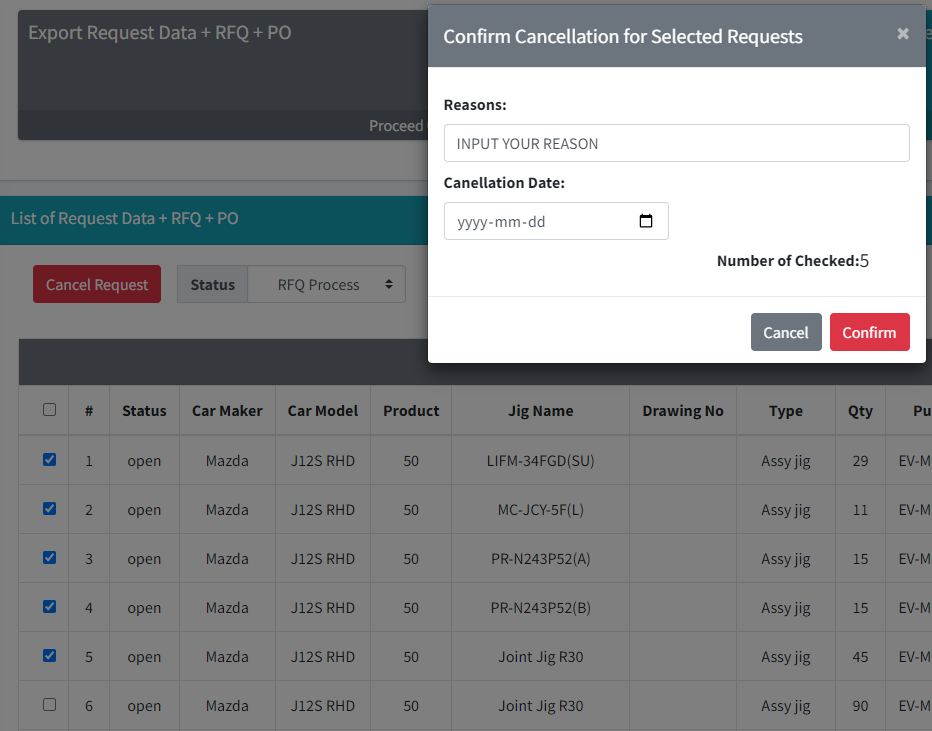 Export Request Data + RFQ + PO
Proceed
Confirm Cancellation for Selected Requests
×
Reasons:
INPUT YOUR REASON
Canellation Date:
yyyy-mm-dd
Number of Checked:5
Cancel Confirm
List of Request Data + RFQ + PO
Cancel Request Status RFQ Process
# Status Car Maker Car Model Product Jig Name Drawing No Type Qty
1 open Mazda J12S RHD 50 LIFM-34FGD(SU) Assy jig 29 EV-M
2 open Mazda J12S RHD 50 MC-JCY-5F(L) Assy jig 11 EV-M
3 open Mazda J12S RHD 50 PR-N243P52(A) Assy jig 15 EV-M
4 open Mazda J12S RHD 50 PR-N243P52(B) Assy jig 15 EV-M
5 open Mazda J12S RHD 50 Joint Jig R30 Assy jig 45 EV-M
6 open Mazda J12S RHD 50 Joint Jig R30 Assy jig 90 EV-M